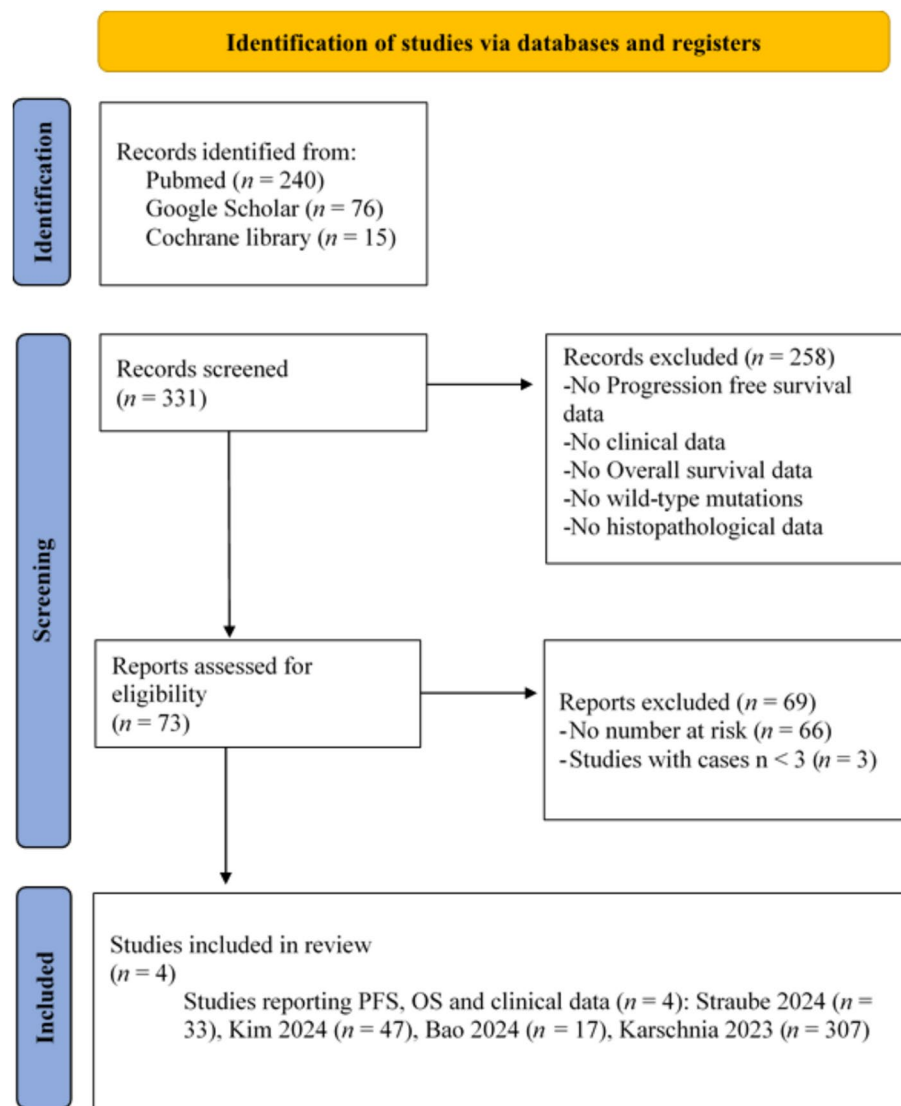 Identification of studies via databases and registers
Identification
Records identified from:
Pubmed (n = 240)
Google Scholar (n = 76)
Cochrane library (n = 15)
Screening
Records screened
(n = 331)
Records excluded (n = 258)
-No Progression free survival
data
-No clinical data
-No Overall survival data
-No wild-type mutations
-No histopathological data
Reports assessed for
eligibility
(n = 73)
Reports excluded (n = 69)
-No number at risk (n = 66)
-Studies with cases n < 3 (n = 3)
Included
Studies included in review
(n = 4)
Studies reporting PFS, OS and clinical data (n = 4): Straube 2024 (n =
33), Kim 2024 (n = 47), Bao 2024 (n = 17), Karschnia 2023 (n = 307)